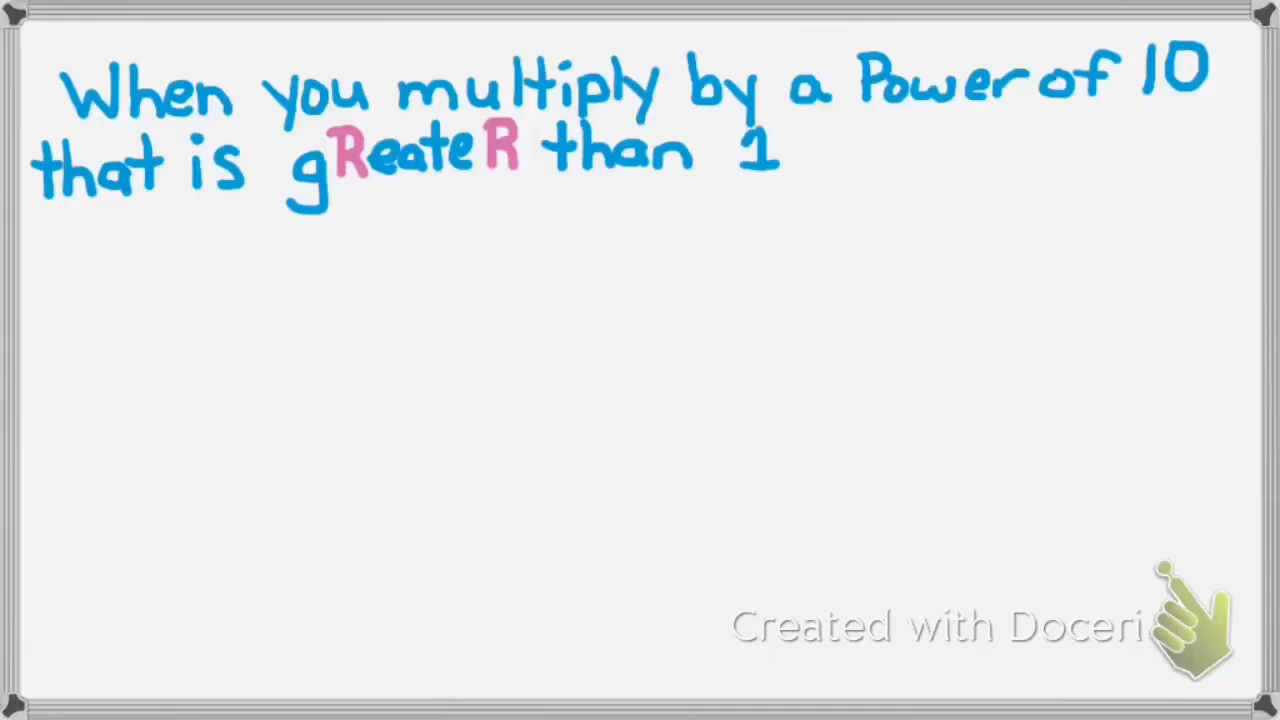 When you multiply by a Power of 10
that is gReateR than 1
Created with Doceri